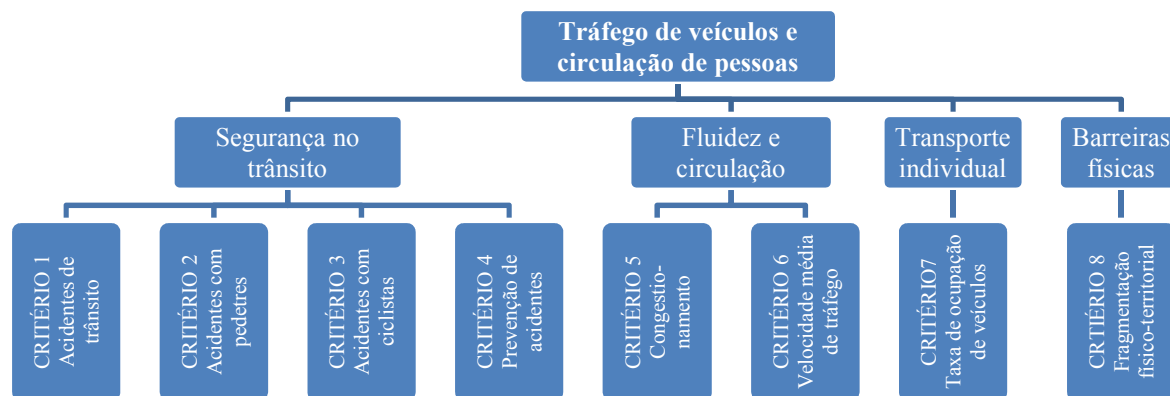 Tráfego de veículos e
circulação de pessoas
Segurança no
trânsito
Fluidez e
circulação
Transporte
individual
Barreiras
físicas
CRITÉRIO 1
Acidentes de
trânsito
CRITÉRIO 2
Acidentes com
pedetres
CRITÉRIO 3
Acidentes com
ciclistas
CRITÉRIO 4
Prevenção de
acidentes
CRITÉRIO 5
Congestio-
namento
CRITÉRIO 6
Velocidade média
de tráfego
CRITÉRIO7
Taxa de ocupação
de veículos
CRTIÉRIO 8
Fragmentação
físico-territorial